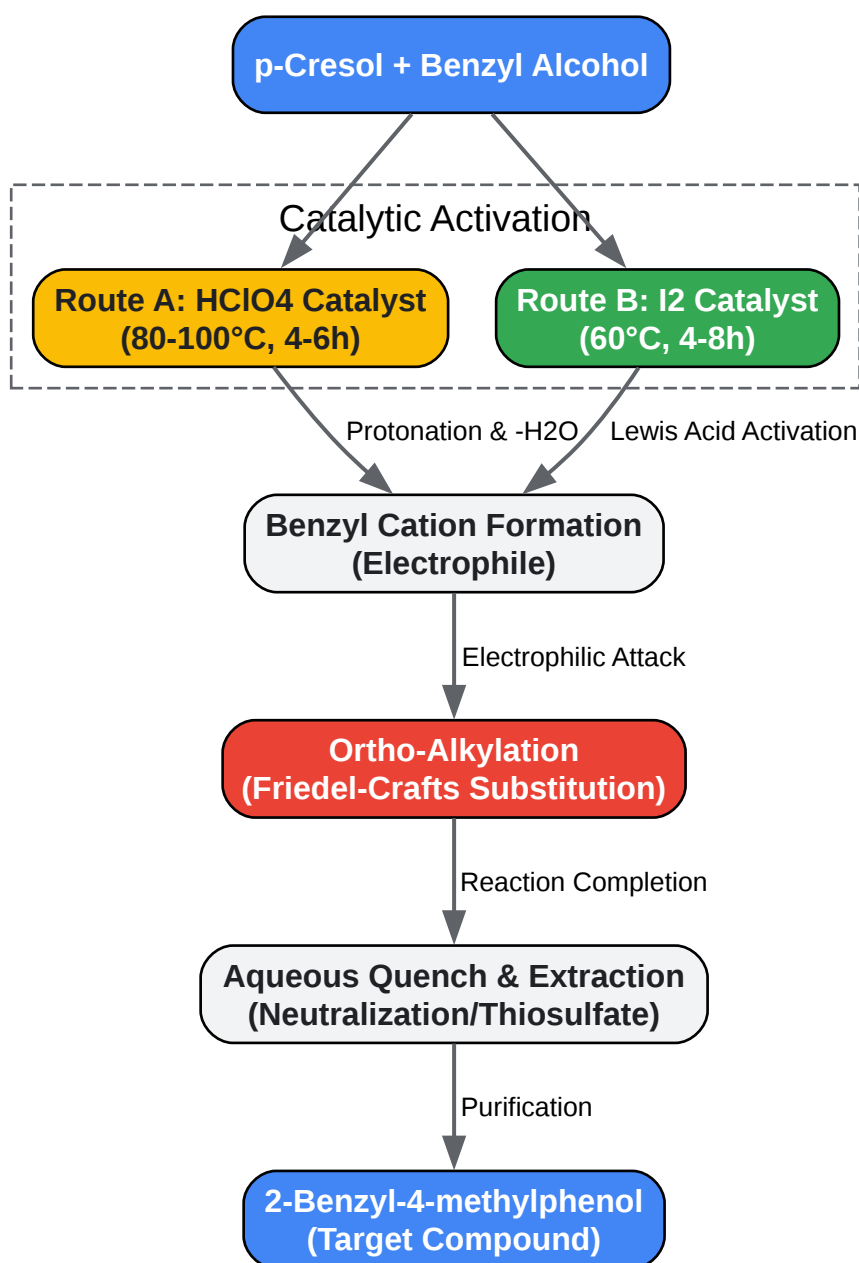 p-Cresol + Benzyl Alcohol
Catalytic Activation
Route A: HClO4 Catalyst
(80-100°C, 4-6h)
Route B: I2 Catalyst
(60°C, 4-8h)
Protonation & -H2O
Lewis Acid Activation
Benzyl Cation Formation
(Electrophile)
Electrophilic Attack
Ortho-Alkylation
(Friedel-Crafts Substitution)
Reaction Completion
Aqueous Quench & Extraction
(Neutralization/Thiosulfate)
Purification
2-Benzyl-4-methylphenol
(Target Compound)